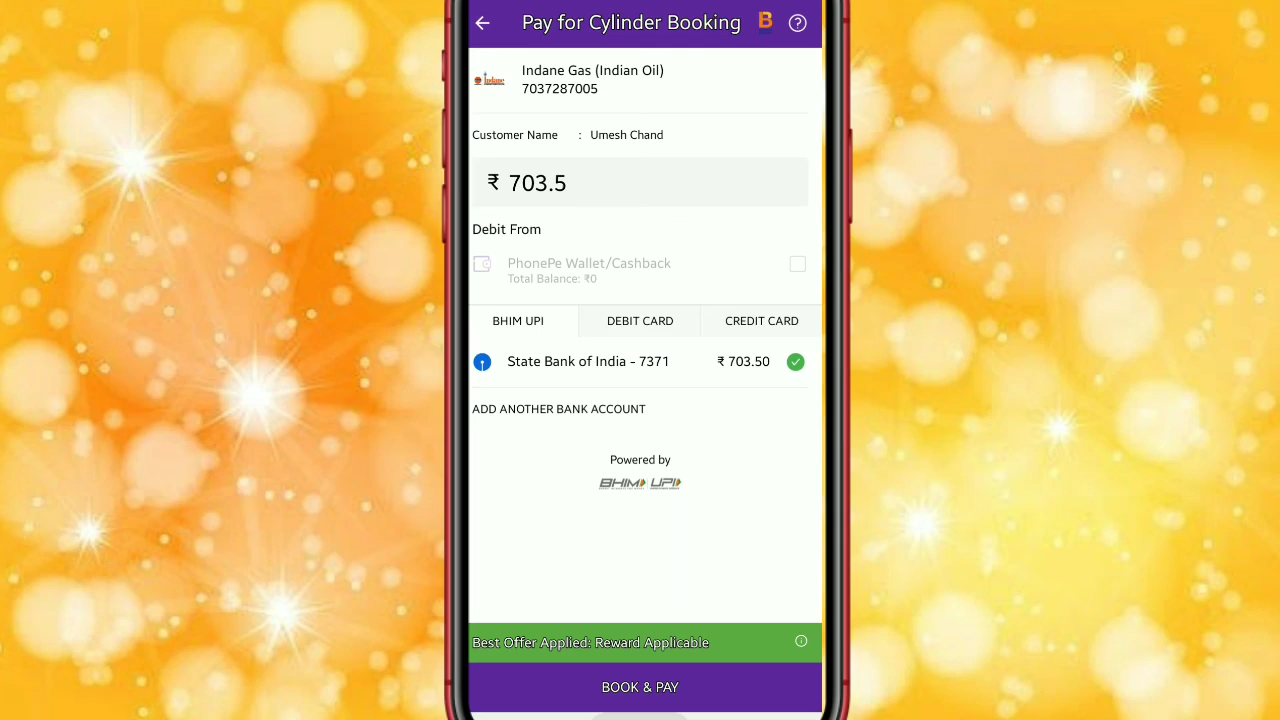 Pay for Cylinder Booking B
Indane
Indane Gas (Indian Oil)
7037287005
Customer Name : Umesh Chand
₹ 703.5
Debit From
PhonePe Wallet/Cashback
Total Balance: ₹0
BHIM UPI DEBIT CARD CREDIT CARD
State Bank of India - 7371 ₹ 703.50
ADD ANOTHER BANK ACCOUNT
Powered by
BHIM UPI
Best Offer Applied: Reward Applicable
BOOK & PAY